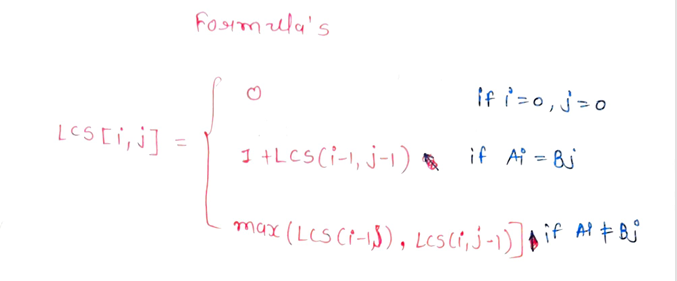 Formula's
0 if i=0, j=0
LCS[i,j] =
1 +LCS(i-1, j-1) if Ai = Bj
max(LCS(i-1,j), LCS(i,j-1)] if Ai ≠ Bj